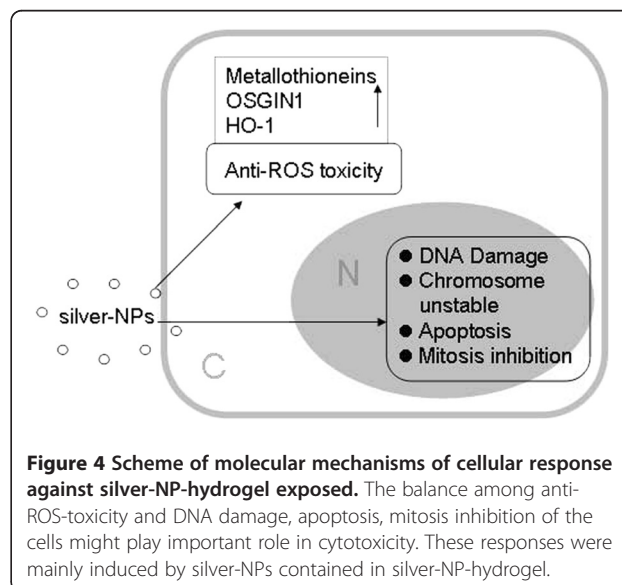 Metallothioneins
OSGIN1
HO-1
Anti-ROS toxicity
silver-NPs
N
C
● DNA Damage
● Chromosome
unstable
● Apoptosis
● Mitosis inhibition
Figure 4 Scheme of molecular mechanisms of cellular response
against silver-NP-hydrogel exposed. The balance among anti-
ROS-toxicity and DNA damage, apoptosis, mitosis inhibition of the
cells might play important role in cytotoxicity. These responses were
mainly induced by silver-NPs contained in silver-NP-hydrogel.